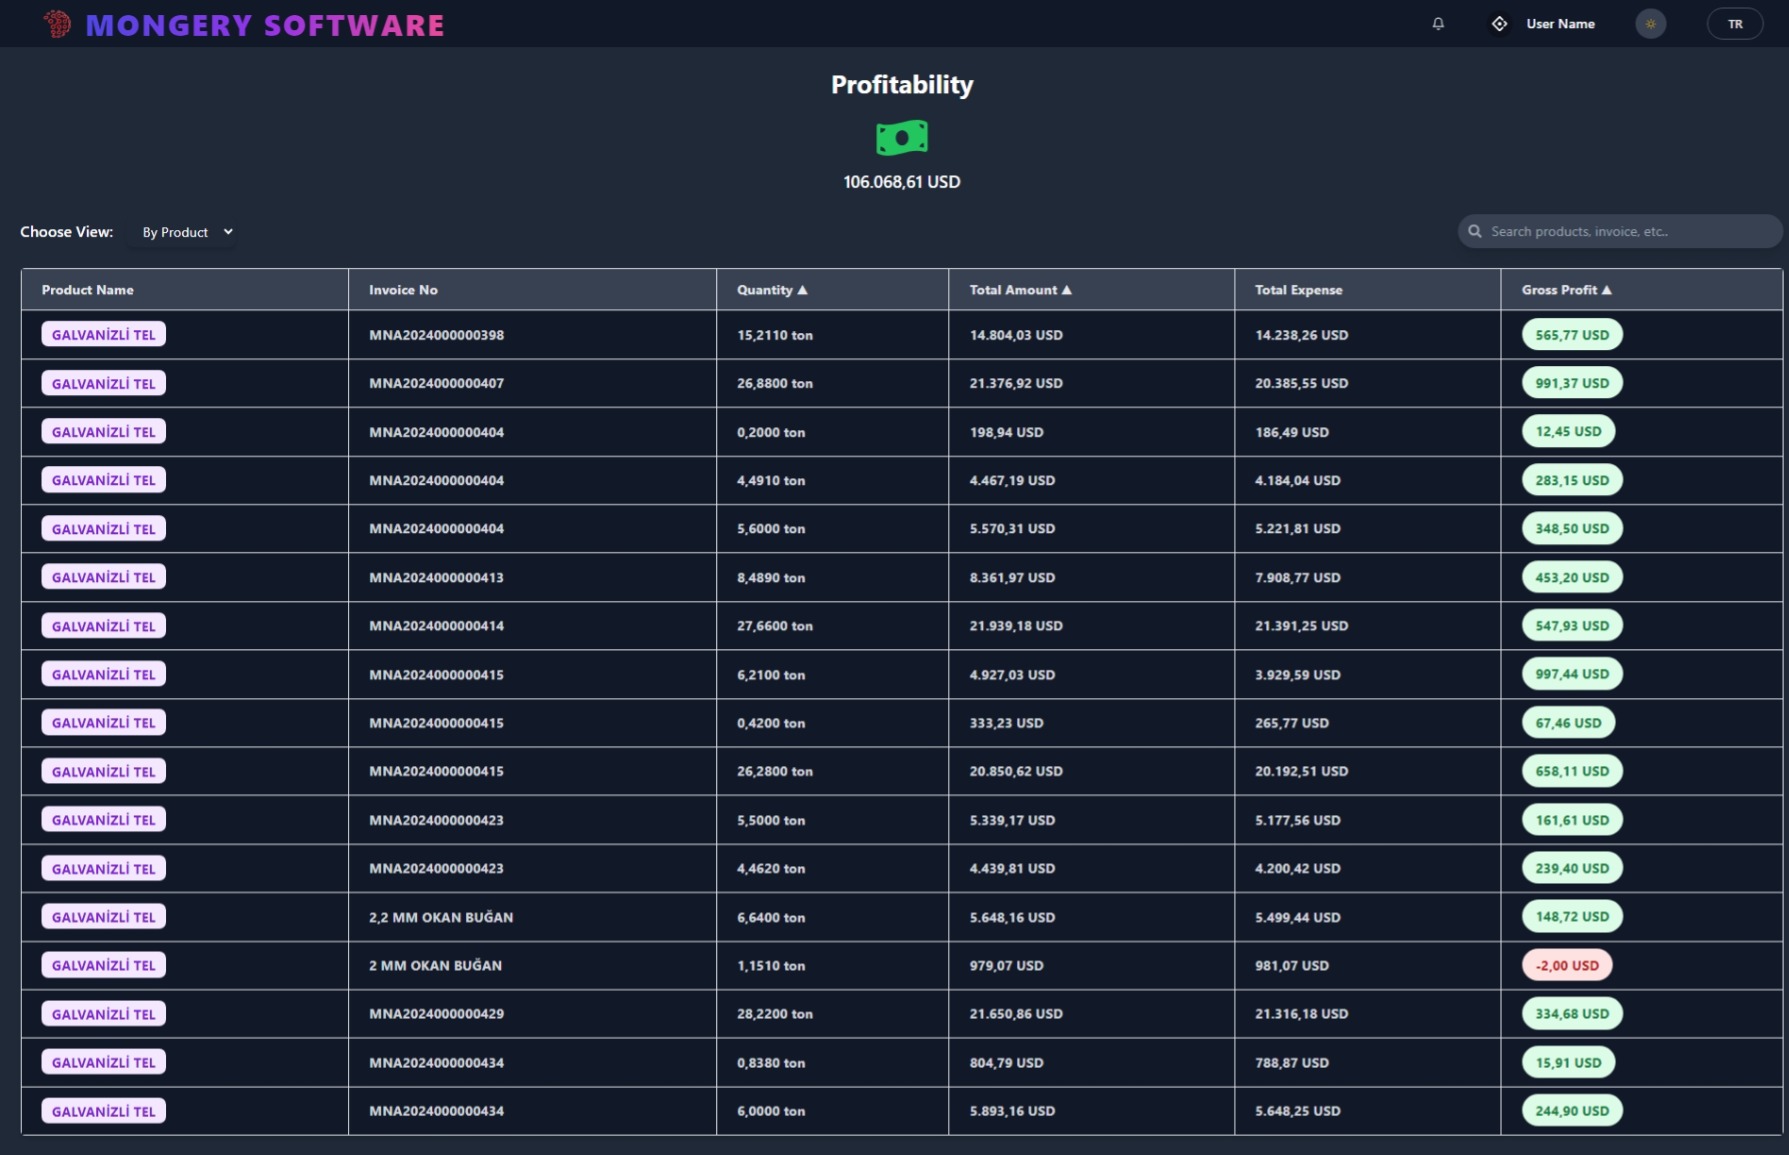 MONGERY SOFTWARE
User Name
TR
Profitability
106.068,61 USD
Choose View: By Product
Search products, invoice, etc..
Product Name Invoice No Quantity ▲ Total Amount ▲ Total Expense Gross Profit ▲
GALVANİZLİ TEL MNA2024000000398 15,2110 ton 14.804,03 USD 14.238,26 USD 565,77 USD
GALVANİZLİ TEL MNA2024000000407 26,8800 ton 21.376,92 USD 20.385,55 USD 991,37 USD
GALVANİZLİ TEL MNA2024000000404 0,2000 ton 198,94 USD 186,49 USD 12,45 USD
GALVANİZLİ TEL MNA2024000000404 4,4910 ton 4.467,19 USD 4.184,04 USD 283,15 USD
GALVANİZLİ TEL MNA2024000000404 5,6000 ton 5.570,31 USD 5.221,81 USD 348,50 USD
GALVANİZLİ TEL MNA2024000000413 8,4890 ton 8.361,97 USD 7.908,77 USD 453,20 USD
GALVANİZLİ TEL MNA2024000000414 27,6600 ton 21.939,18 USD 21.391,25 USD 547,93 USD
GALVANİZLİ TEL MNA2024000000415 6,2100 ton 4.927,03 USD 3.929,59 USD 997,44 USD
GALVANİZLİ TEL MNA2024000000415 0,4200 ton 333,23 USD 265,77 USD 67,46 USD
GALVANİZLİ TEL MNA2024000000415 26,2800 ton 20.850,62 USD 20.192,51 USD 658,11 USD
GALVANİZLİ TEL MNA2024000000423 5,5000 ton 5.339,17 USD 5.177,56 USD 161,61 USD
GALVANİZLİ TEL MNA2024000000423 4,4620 ton 4.439,81 USD 4.200,42 USD 239,40 USD
GALVANİZLİ TEL 2,2 MM OKAN BUĞAN 6,6400 ton 5.648,16 USD 5.499,44 USD 148,72 USD
GALVANİZLİ TEL 2 MM OKAN BUĞAN 1,1510 ton 979,07 USD 981,07 USD -2,00 USD
GALVANİZLİ TEL MNA2024000000429 28,2200 ton 21.650,86 USD 21.316,18 USD 334,68 USD
GALVANİZLİ TEL MNA2024000000434 0,8380 ton 804,79 USD 788,87 USD 15,91 USD
GALVANİZLİ TEL MNA2024000000434 6,0000 ton 5.893,16 USD 5.648,25 USD 244,90 USD